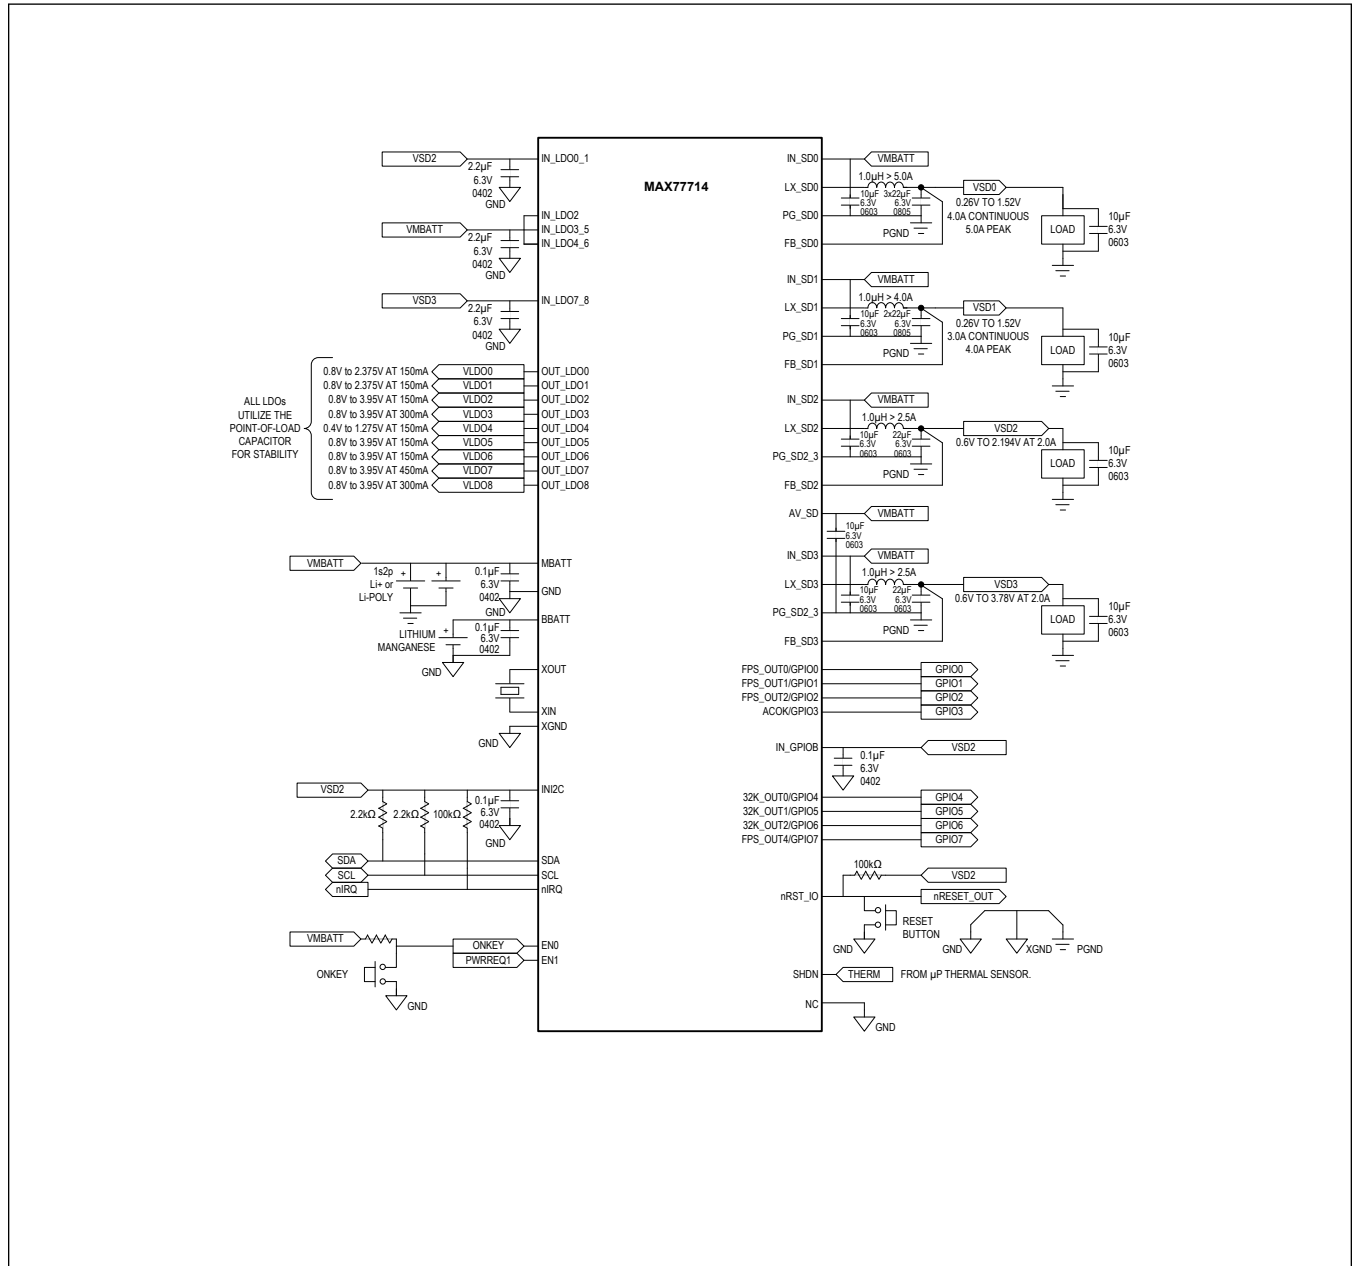 MAX77714
VSD2
2.2µF
6.3V
0402
GND
IN_LDO0_1
VMBATT
2.2µF
6.3V
0402
GND
IN_LDO2
IN_LDO3_5
IN_LDO4_6
VSD3
2.2µF
6.3V
0402
GND
IN_LDO7_8
ALL LDOs
UTILIZE THE
POINT-OF-LOAD
CAPACITOR
FOR STABILITY
0.8V to 2.375V AT 150mA VLDO0 OUT_LDO0
0.8V to 2.375V AT 150mA VLDO1 OUT_LDO1
0.8V to 3.95V AT 150mA VLDO2 OUT_LDO2
0.8V to 3.95V AT 300mA VLDO3 OUT_LDO3
0.4V to 1.275V AT 150mA VLDO4 OUT_LDO4
0.8V to 3.95V AT 150mA VLDO5 OUT_LDO5
0.8V to 3.95V AT 150mA VLDO6 OUT_LDO6
0.8V to 3.95V AT 450mA VLDO7 OUT_LDO7
0.8V to 3.95V AT 300mA VLDO8 OUT_LDO8
VMBATT
1s2p
Li+ or
Li-POLY
+
+
0.1µF
6.3V
0402
GND
MBATT
GND
BBATT
LITHIUM
MANGANESE
+
0.1µF
6.3V
0402
GND
XOUT
XIN
XGND
GND
VSD2
2.2kΩ
2.2kΩ
100kΩ
0.1µF
6.3V
0402
GND
INI2C
SDA
SCL
nIRQ
SDA
SCL
nIRQ
VMBATT
ONKEY
GND
ONKEY
PWRREQ1
EN0
EN1
IN_SD0
VMBATT
1.0µH > 5.0A
LX_SD0
10µF
6.3V
0603
3x22µF
6.3V
0805
PG_SD0
PGND
FB_SD0
VSD0
0.26V TO 1.52V
4.0A CONTINUOUS
5.0A PEAK
LOAD
10µF
6.3V
0603
IN_SD1
VMBATT
1.0µH > 4.0A
LX_SD1
10µF
6.3V
0603
2x22µF
6.3V
0805
PG_SD1
PGND
FB_SD1
VSD1
0.26V TO 1.52V
3.0A CONTINUOUS
4.0A PEAK
LOAD
10µF
6.3V
0603
IN_SD2
VMBATT
1.0µH > 2.5A
LX_SD2
10µF
6.3V
0603
22µF
6.3V
0603
PG_SD2_3
PGND
FB_SD2
VSD2
0.6V TO 2.194V AT 2.0A
LOAD
10µF
6.3V
0603
AV_SD
VMBATT
10µF
6.3V
0603
IN_SD3
VMBATT
1.0µH > 2.5A
LX_SD3
10µF
6.3V
0603
22µF
6.3V
0603
PG_SD2_3
PGND
FB_SD3
VSD3
0.6V TO 3.78V AT 2.0A
LOAD
10µF
6.3V
0603
FPS_OUT0/GPIO0 GPIO0
FPS_OUT1/GPIO1 GPIO1
FPS_OUT2/GPIO2 GPIO2
ACOK/GPIO3 GPIO3
IN_GPIOB
VSD2
0.1µF
6.3V
0402
32K_OUT0/GPIO4 GPIO4
32K_OUT1/GPIO5 GPIO5
32K_OUT2/GPIO6 GPIO6
FPS_OUT4/GPIO7 GPIO7
100kΩ
VSD2
nRST_IO
nRESET_OUT
RESET
BUTTON
GND
GND
XGND
PGND
SHDN
THERM
FROM µP THERMAL SENSOR.
NC
GND